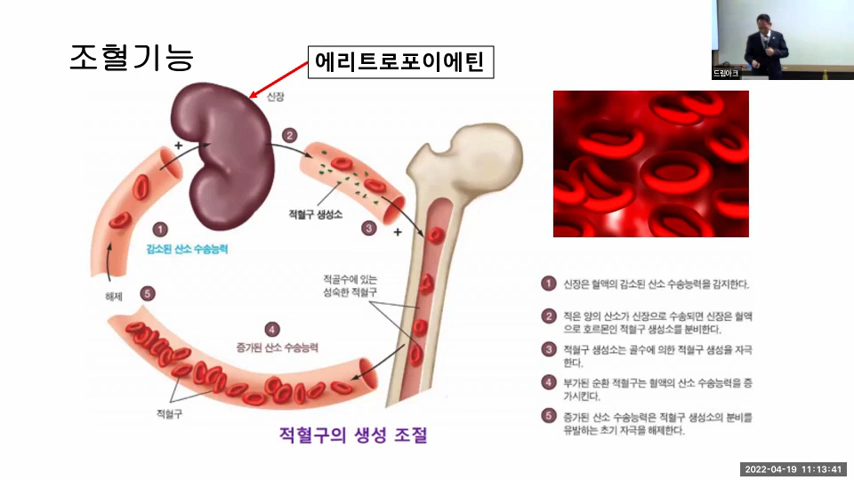 조혈기능
에리트로포이에틴
드림아크
신장
2
+
적혈구 생성소
3
+
1
감소된 산소 수송능력
해제
5
적골수에 있는
성숙한 적혈구
4
증가된 산소 수송능력
적혈구
적혈구의 생성 조절
1 신장은 혈액의 감소된 산소 수송능력을 감지한다.
2 적은 양의 산소가 신장으로 수송되면 신장은 혈액
으로 호르몬인 적혈구 생성소를 분비한다.
3 적혈구 생성소는 골수에 의한 적혈구 생성을 자극
한다.
4 부가된 순환 적혈구는 혈액의 산소 수송능력을 증
가시킨다.
5 증가된 산소 수송능력은 적혈구 생성소의 분비를
유발하는 초기 자극을 해제한다.
2022-04-19 11:13:41